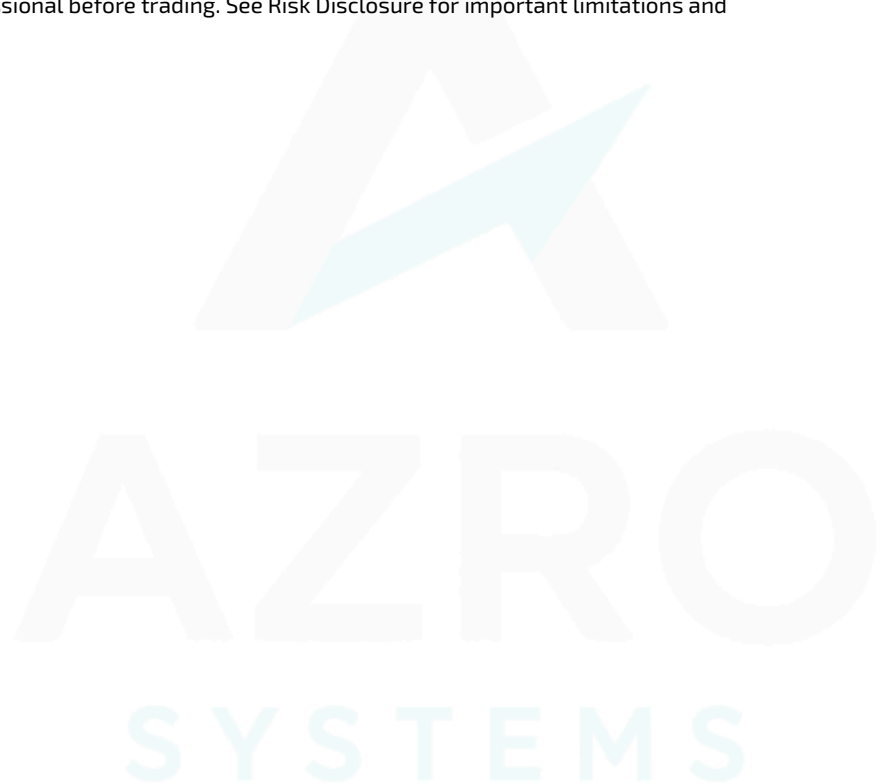 sional before trading. See Risk Disclosure for important limitations and
AZRO
SYSTEMS